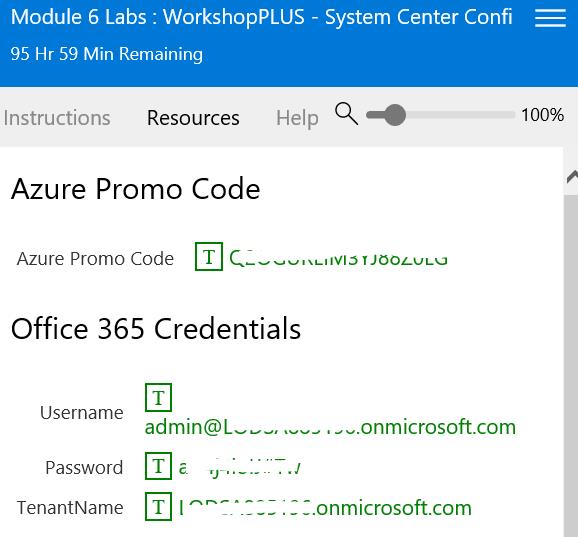 Module 6 Labs : WorkshopPLUS - System Center Confi
95 Hr 59 Min Remaining
Instructions Resources Help 100%
Azure Promo Code
Azure Promo Code T
Office 365 Credentials
Username T
.onmicrosoft.com
Password T
TenantName T .onmicrosoft.com